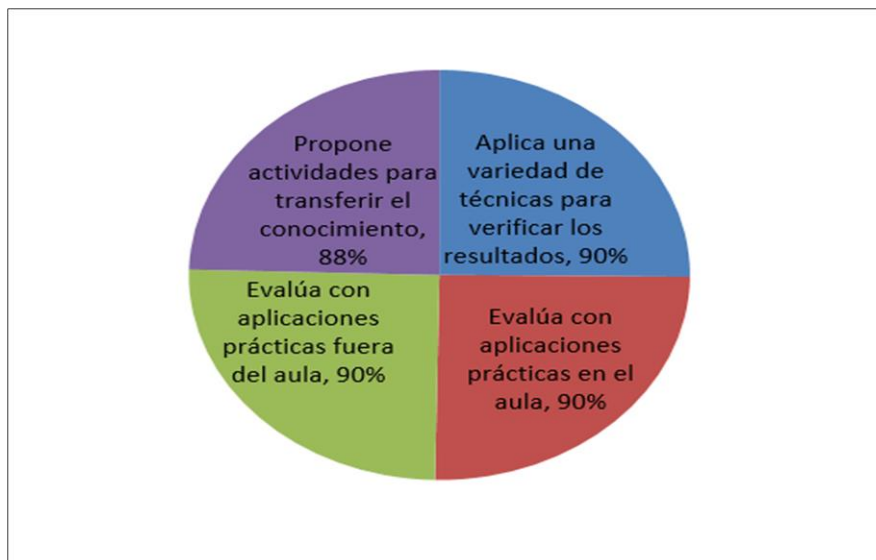 Propone
actividades para
transferir el
conocimiento,
88%
Aplica una
variedad de
técnicas para
verificar los
resultados, 90%
Evalúa con
aplicaciones
prácticas fuera
del aula, 90%
Evalúa con
aplicaciones
prácticas en el
aula, 90%